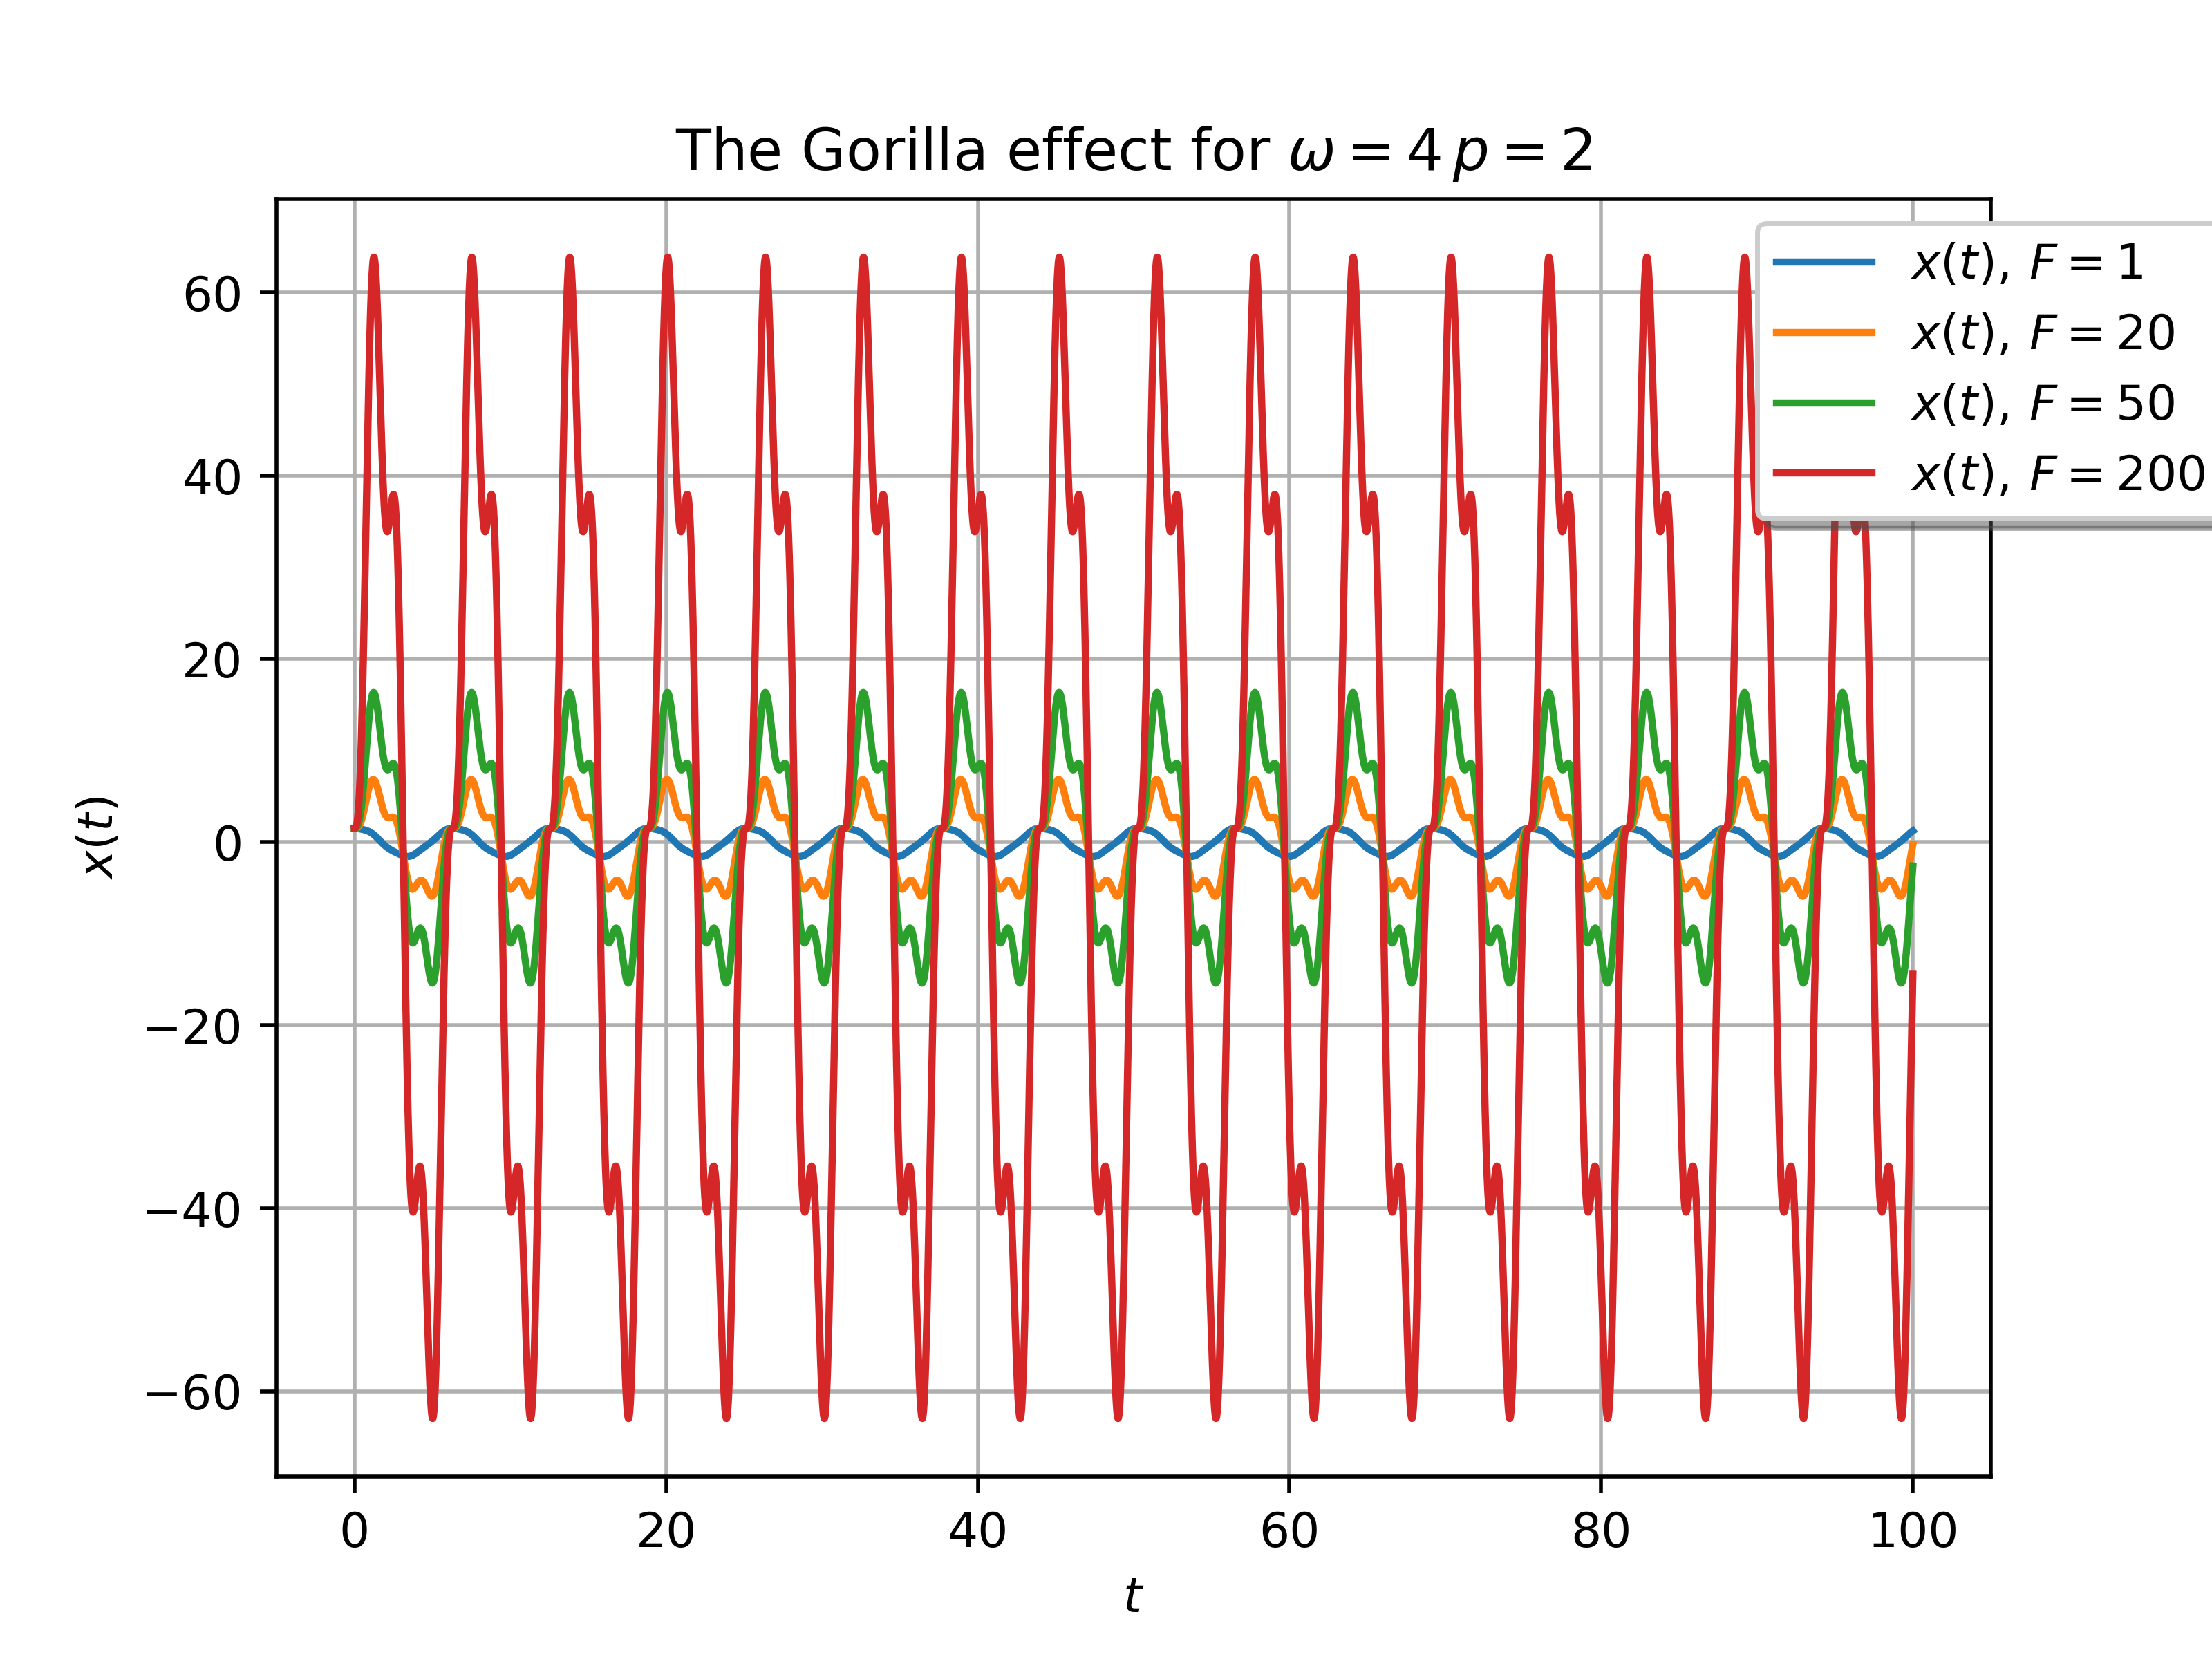 The Gorilla effect for ω = 4 p = 2
x(t), F = 1
x(t), F = 20
x(t), F = 50
x(t), F = 200
60
40
20
0
−20
−40
−60
x(t)
0 20 40 60 80 100
t